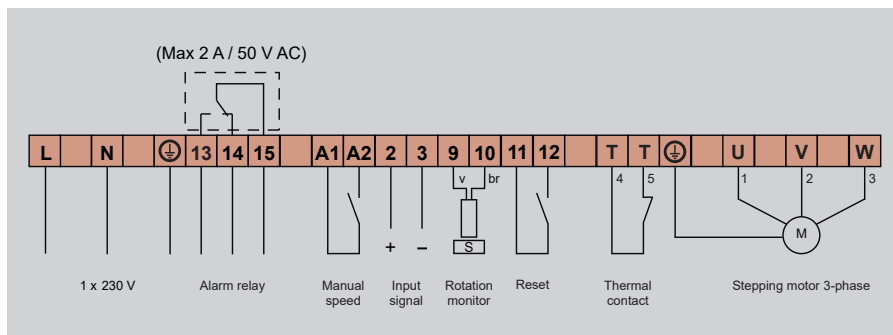 (Max 2 A / 50 V AC)
L N 13 14 15 A1 A2 2 3 9 10 11 12 T T U V W
v br 4 5 1 2 3
M
+ – S
1 x 230 V Alarm relay Manual speed Input signal Rotation monitor Reset Thermal contact Stepping motor 3-phase